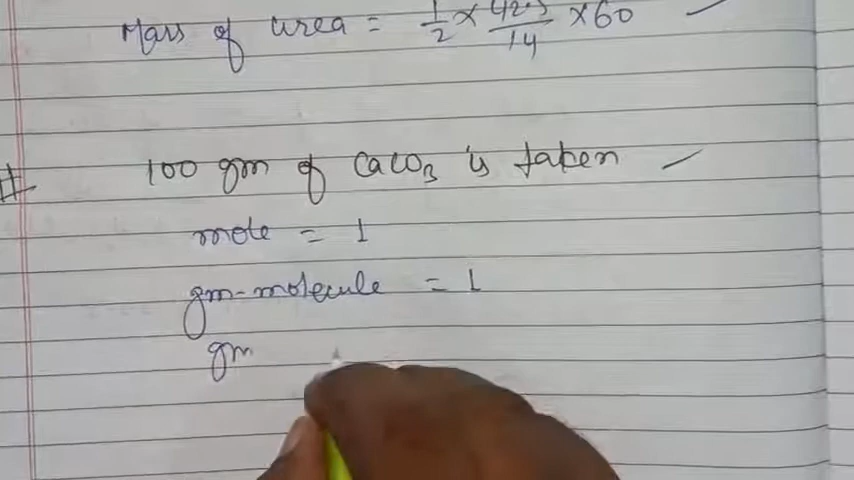 Mass of urea = 1/2 × 42.5/14 × 60
# 100 gm of CaCO3 is taken
mole = 1
gm-molecule = 1
gm